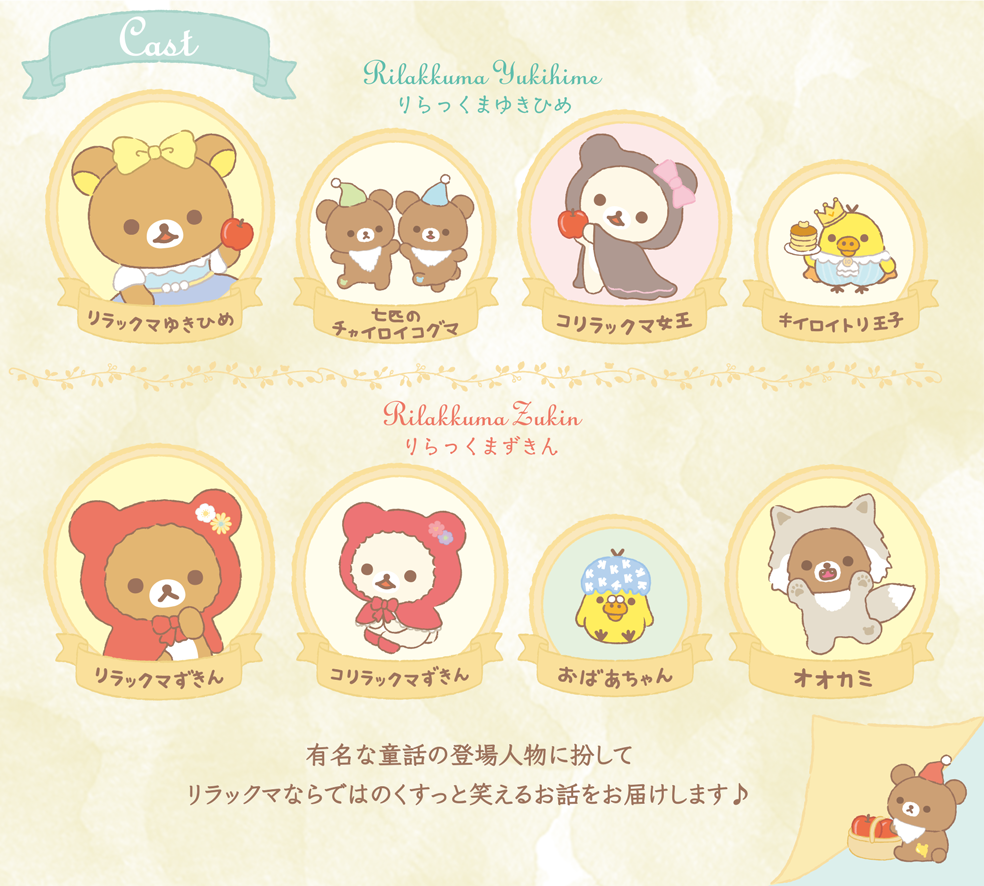 Cast
Rilakkuma Yukihime
りらっくまゆきひめ
リラックマゆきひめ
七匹の
チャイロイコグマ
コリラックマ女王
キイロイトリ王子
Rilakkuma Zukin
りらっくまずきん
リラックマずきん
コリラックマずきん
おばあちゃん
オオカミ
有名な童話の登場人物に扮して
リラックマならではのくすっと笑えるお話をお届けします♪